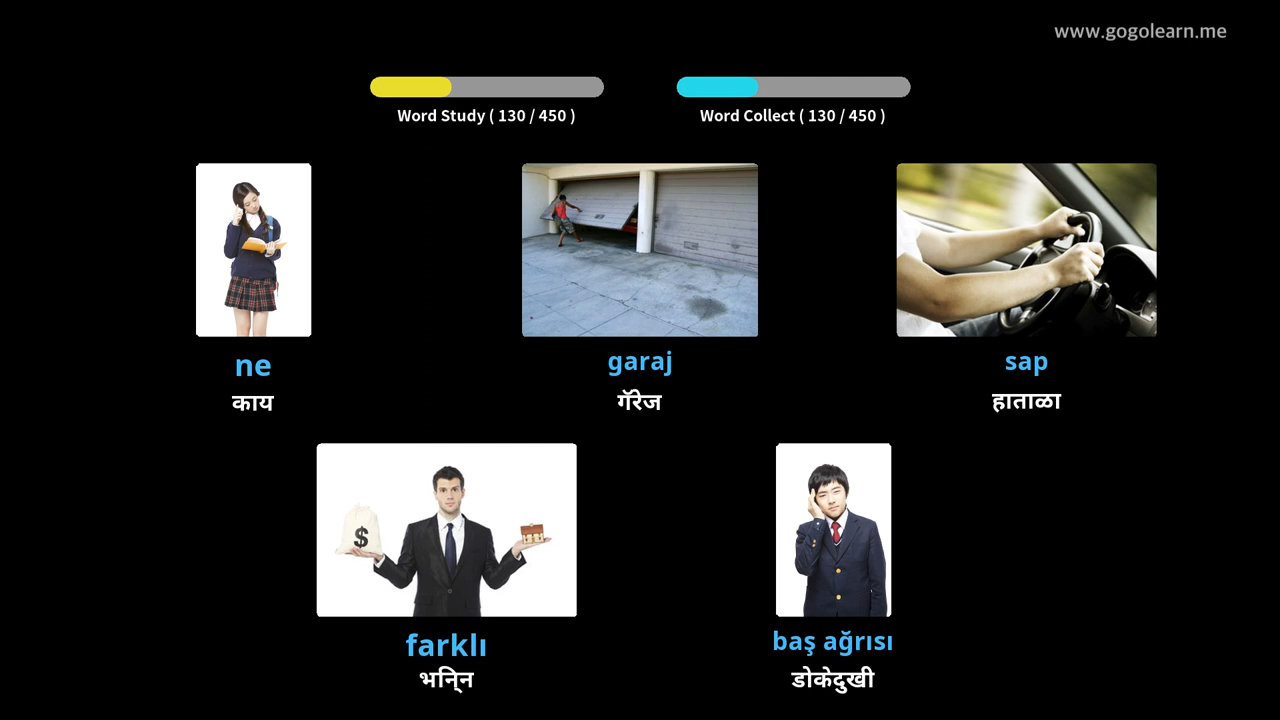 www.gogolearn.me
Word Study ( 130 / 450 )
Word Collect ( 130 / 450 )
ne
काय
garaj
गॅरेज
sap
हाताळा
farklı
भिन्न
baş ağrısı
डोकेदुखी